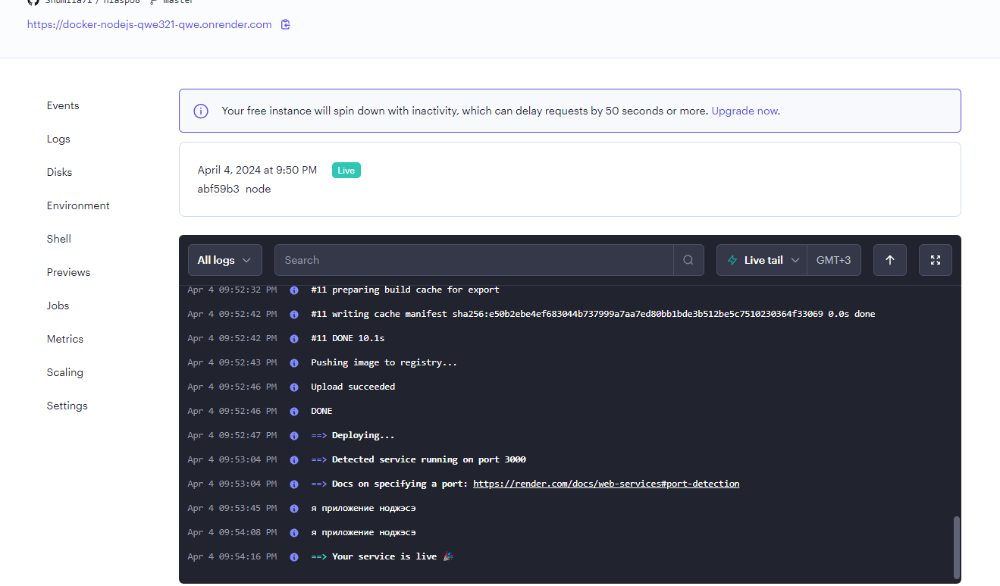 master
https://docker-nodejs-qwe321-qwe.onrender.com
Events
Logs
Disks
Environment
Shell
Previews
Jobs
Metrics
Scaling
Settings
Your free instance will spin down with inactivity, which can delay requests by 50 seconds or more. Upgrade now.
April 4, 2024 at 9:50 PM Live
abf59b3 node
All logs Search Live tail GMT+3
Apr 4 09:52:32 PM #11 preparing build cache for export
Apr 4 09:52:42 PM #11 writing cache manifest sha256:e50b2ebe4ef683044b737999a7aa7ed80bb1bde3b512be5c7510230364f33069 0.0s done
Apr 4 09:52:42 PM #11 DONE 10.1s
Apr 4 09:52:43 PM Pushing image to registry...
Apr 4 09:52:46 PM Upload succeeded
Apr 4 09:52:46 PM DONE
Apr 4 09:52:47 PM ==> Deploying...
Apr 4 09:53:04 PM ==> Detected service running on port 3000
Apr 4 09:53:04 PM ==> Docs on specifying a port: https://render.com/docs/web-services#port-detection
Apr 4 09:53:45 PM я приложение ноджэсэ
Apr 4 09:54:08 PM я приложение ноджэсэ
Apr 4 09:54:16 PM ==> Your service is live 🎉